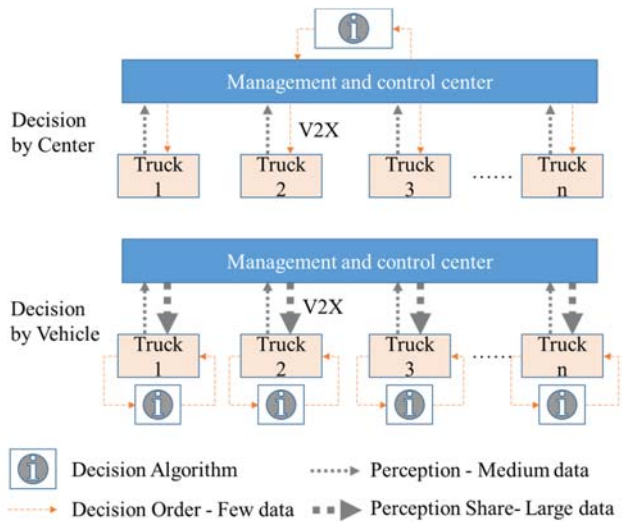 Management and control center
Decision
by Center
V2X
Truck
1
Truck
2
Truck
3
......
Truck
n
Management and control center
Decision
by Vehicle
V2X
Truck
1
Truck
2
Truck
3
......
Truck
n
Decision Algorithm
Perception - Medium data
Decision Order - Few data
Perception Share- Large data